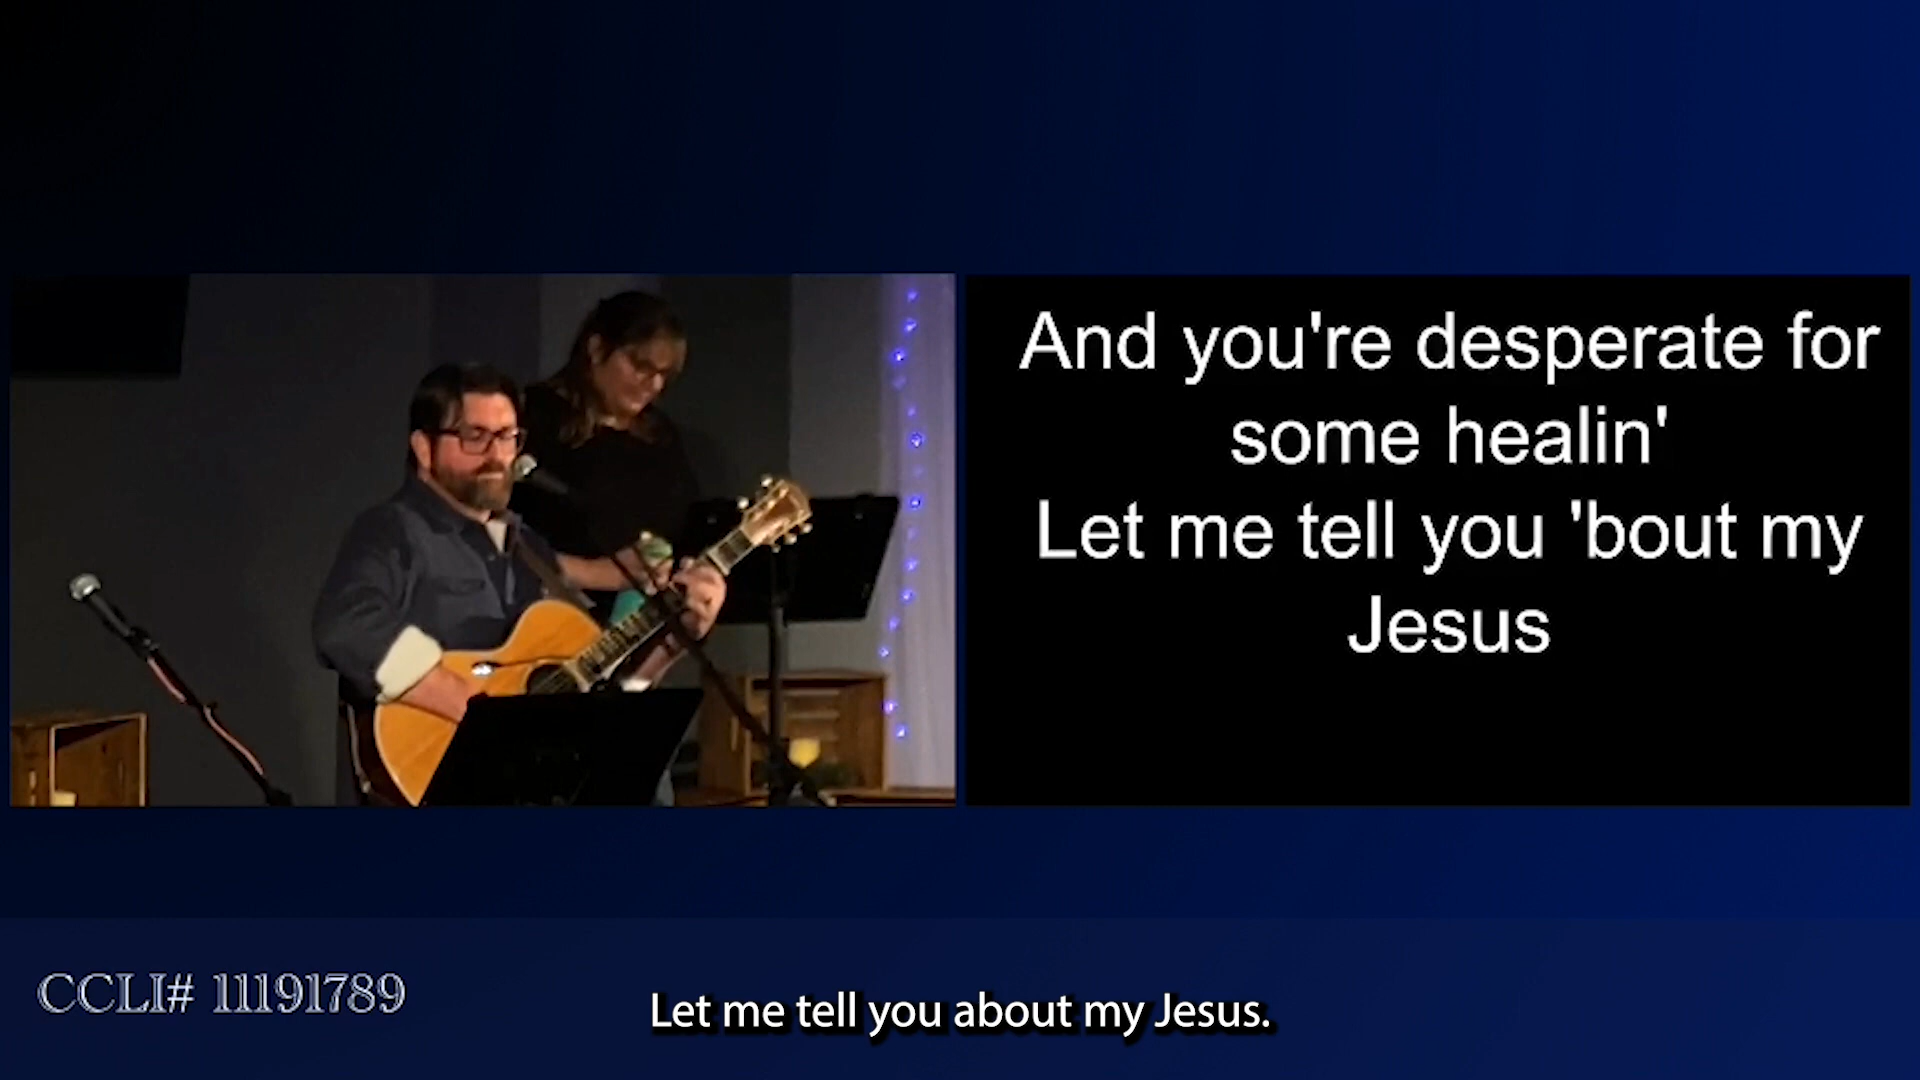 And you're desperate for
some healin'
Let me tell you 'bout my
Jesus
CCLI# 11191789
Let me tell you about my Jesus.